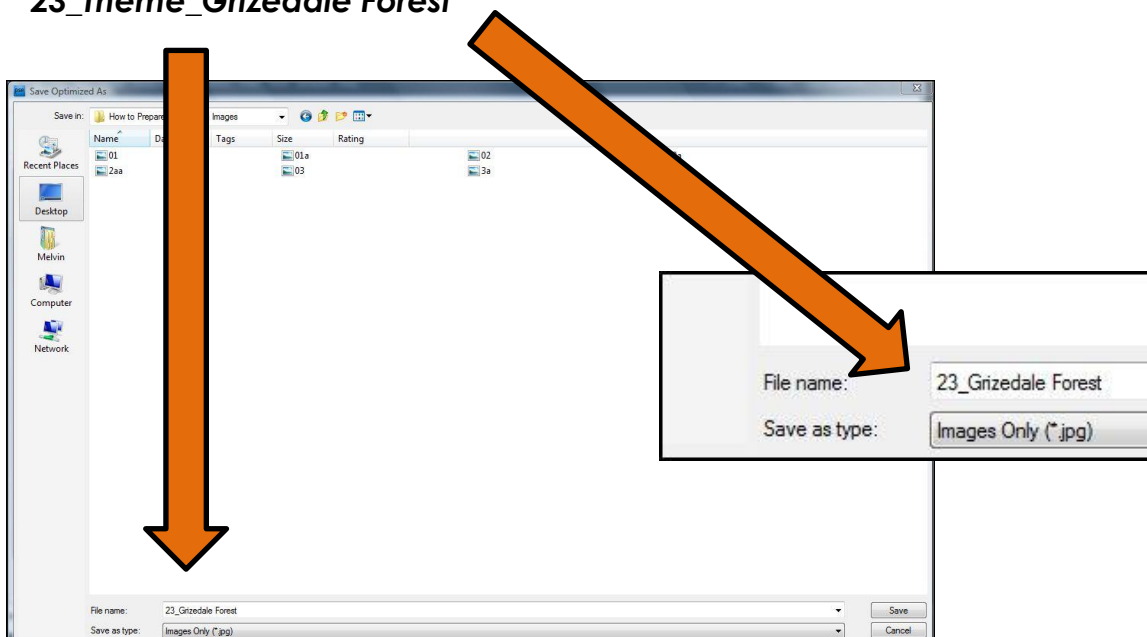 23_Theme_Grizedale Forest
Save Optimized As
Save in: How to Prepare Images
Name Tags Size Rating
01 01a 02
2aa 03 3a
Recent Places
Desktop
Melvin
Computer
Network
File name: 23_Grizedale Forest
Save as type: Images Only (*.jpg)
File name: 23_Grizedale Forest Save
Save as type: Images Only (*.jpg) Cancel